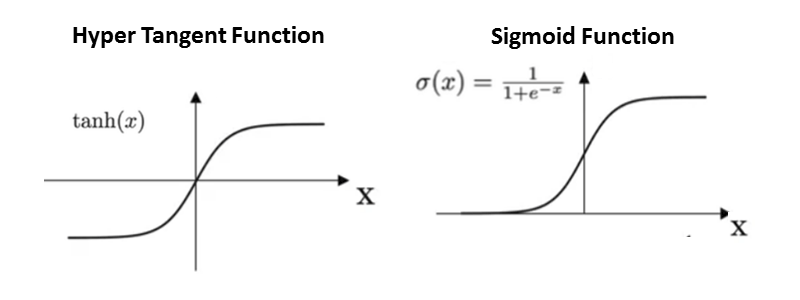 Hyper Tangent Function
tanh(x)
X
Sigmoid Function
σ(x) = 1/(1+e^{-x})
X